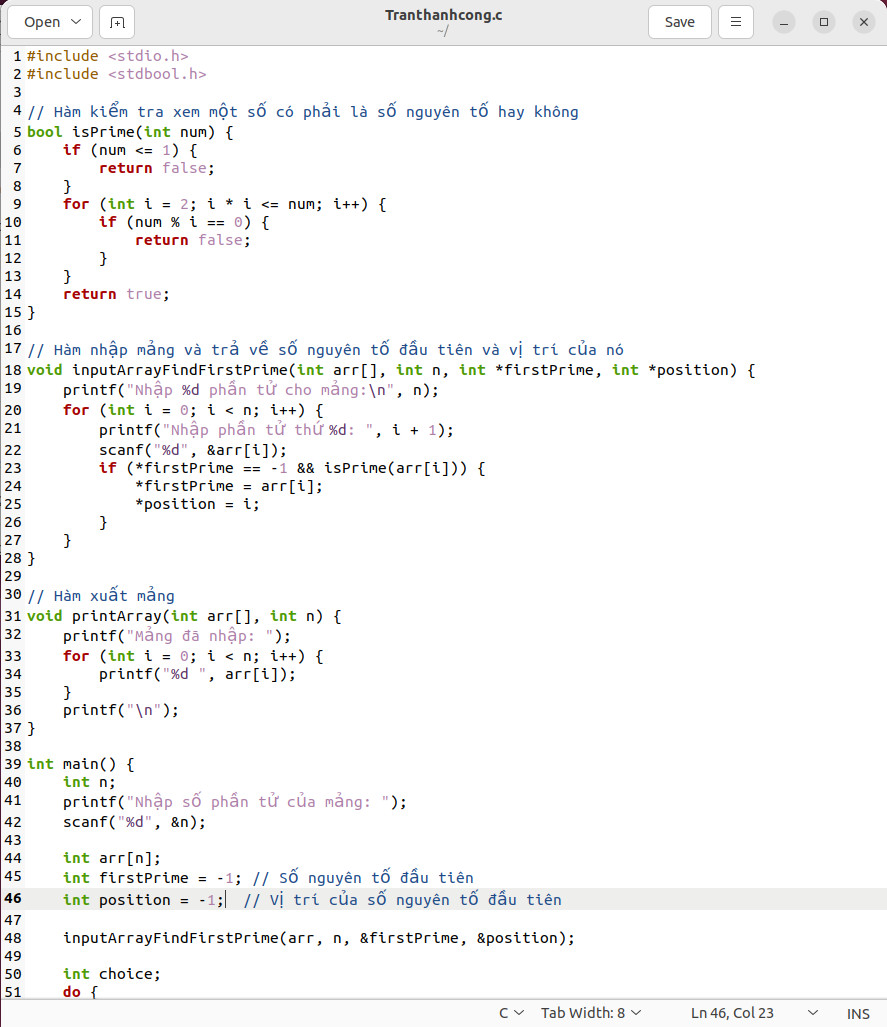 Open
Tranthanhcong.c
~/
Save
1 #include <stdio.h>
2 #include <stdbool.h>
3
4 // Hàm kiểm tra xem một số có phải là số nguyên tố hay không
5 bool isPrime(int num) {
6     if (num <= 1) {
7         return false;
8     }
9     for (int i = 2; i * i <= num; i++) {
10         if (num % i == 0) {
11             return false;
12         }
13     }
14     return true;
15 }
16
17 // Hàm nhập mảng và trả về số nguyên tố đầu tiên và vị trí của nó
18 void inputArrayFindFirstPrime(int arr[], int n, int *firstPrime, int *position) {
19     printf("Nhập %d phần tử cho mảng:\n", n);
20     for (int i = 0; i < n; i++) {
21         printf("Nhập phần tử thứ %d: ", i + 1);
22         scanf("%d", &arr[i]);
23         if (*firstPrime == -1 && isPrime(arr[i])) {
24             *firstPrime = arr[i];
25             *position = i;
26         }
27     }
28 }
29
30 // Hàm xuất mảng
31 void printArray(int arr[], int n) {
32     printf("Mảng đã nhập: ");
33     for (int i = 0; i < n; i++) {
34         printf("%d ", arr[i]);
35     }
36     printf("\n");
37 }
38
39 int main() {
40     int n;
41     printf("Nhập số phần tử của mảng: ");
42     scanf("%d", &n);
43
44     int arr[n];
45     int firstPrime = -1; // Số nguyên tố đầu tiên
46     int position = -1;  // Vị trí của số nguyên tố đầu tiên
47
48     inputArrayFindFirstPrime(arr, n, &firstPrime, &position);
49
50     int choice;
51     do {
C Tab Width: 8 Ln 46, Col 23 INS